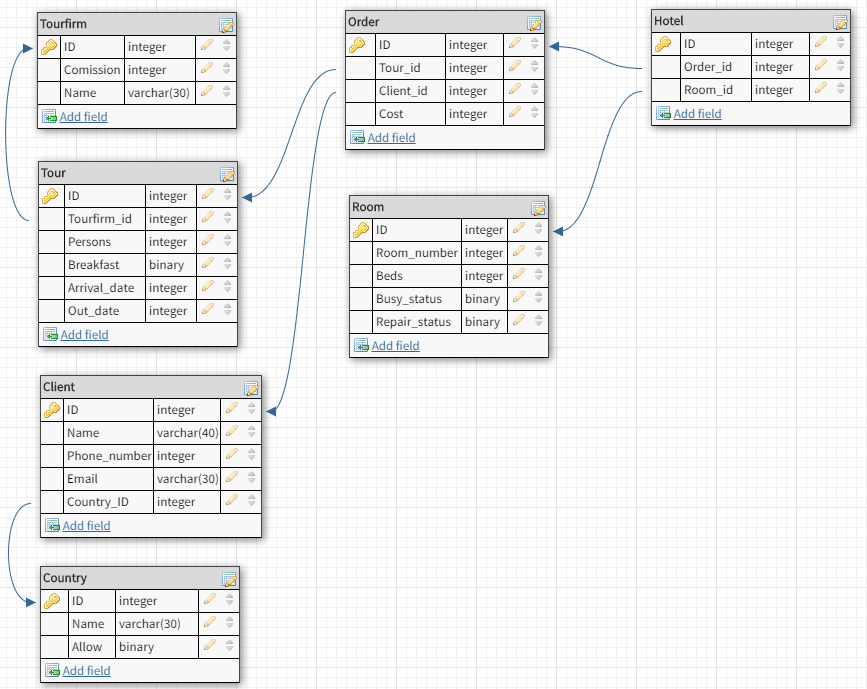 Tourfirm
ID integer
Comission integer
Name varchar(30)
Add field
Tour
ID integer
Tourfirm_id integer
Persons integer
Breakfast binary
Arrival_date integer
Out_date integer
Add field
Client
ID integer
Name varchar(40)
Phone_number integer
Email varchar(30)
Country_ID integer
Add field
Country
ID integer
Name varchar(30)
Allow binary
Add field
Order
ID integer
Tour_id integer
Client_id integer
Cost integer
Add field
Room
ID integer
Room_number integer
Beds integer
Busy_status binary
Repair_status binary
Add field
Hotel
ID integer
Order_id integer
Room_id integer
Add field